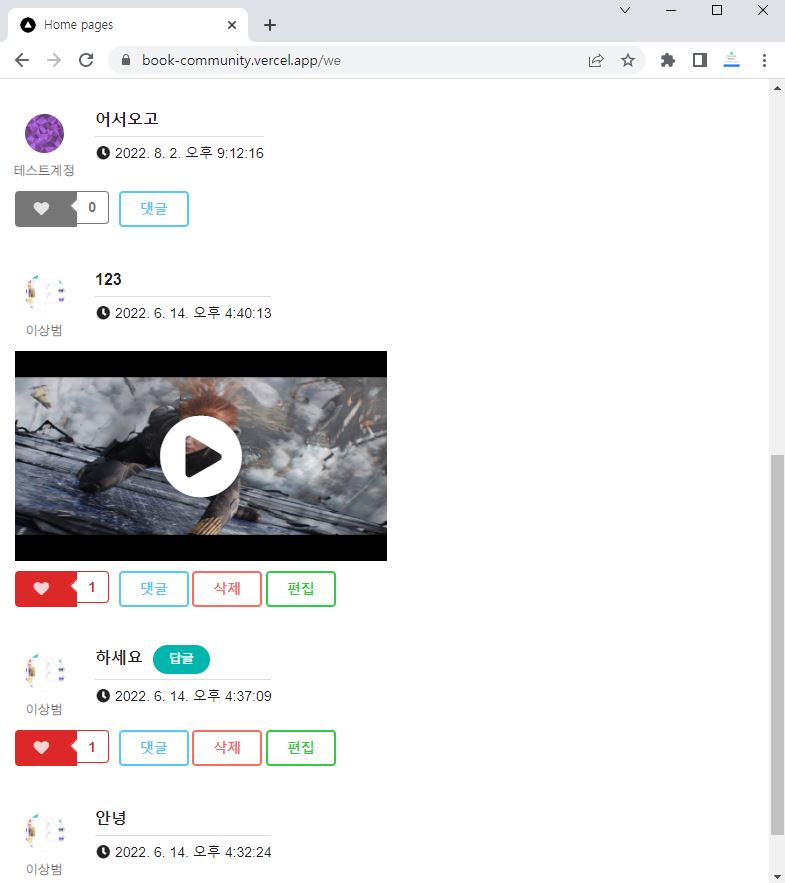 Home pages
book-community.vercel.app/we
어서오고
2022. 8. 2. 오후 9:12:16
테스트계정
0 댓글
123
2022. 6. 14. 오후 4:40:13
이상범
1 댓글 삭제 편집
하세요 답글
2022. 6. 14. 오후 4:37:09
이상범
1 댓글 삭제 편집
안녕
2022. 6. 14. 오후 4:32:24
이상범